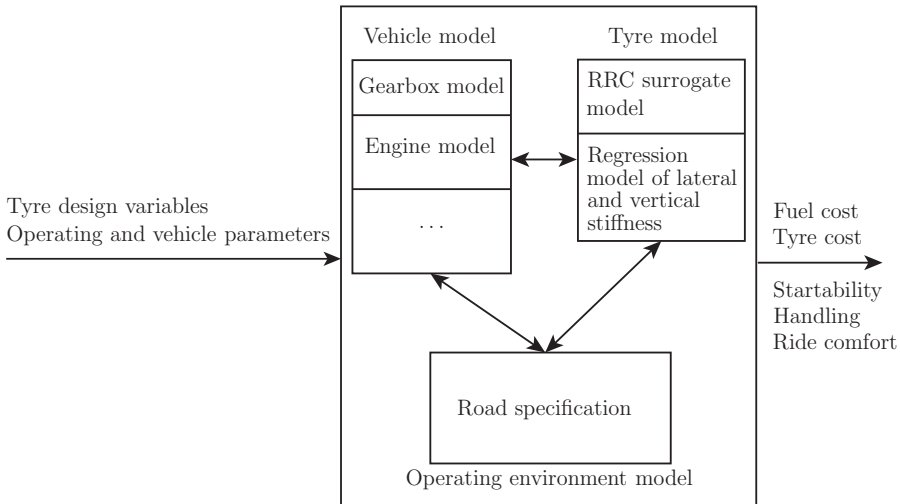 Vehicle model
Tyre model
Gearbox model
Engine model
...
RRC surrogate
model
Regression
model of lateral
and vertical
stiffness
Tyre design variables
Operating and vehicle parameters
Fuel cost
Tyre cost
Startability
Handling
Ride comfort
Road specification
Operating environment model